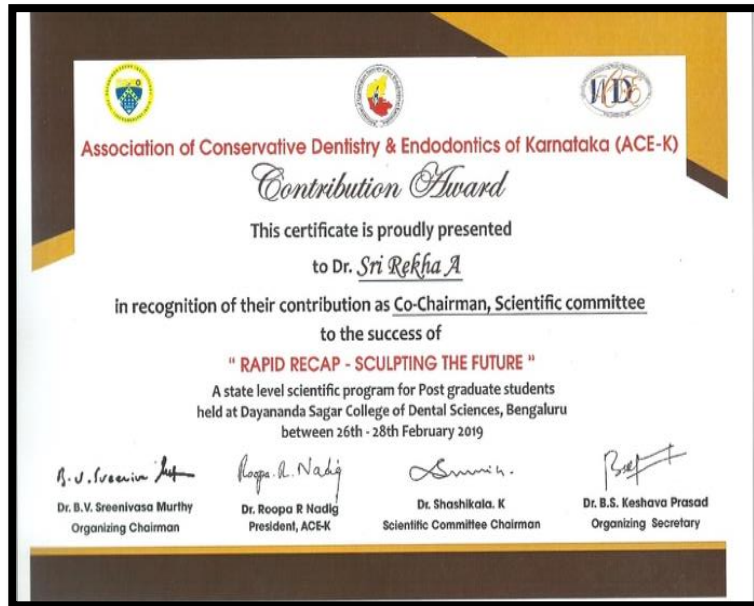 Association of Conservative Dentistry & Endodontics of Karnataka (ACE-K)
Contribution Award
This certificate is proudly presented
to Dr. Sri Rekha A
in recognition of their contribution as Co-Chairman, Scientific committee
to the success of
" RAPID RECAP - SCULPTING THE FUTURE "
A state level scientific program for Post graduate students
held at Dayananda Sagar College of Dental Sciences, Bengaluru
between 26th - 28th February 2019
Roopa. R. Nadig
Dr. B.V. Sreenivasa Murthy
Organizing Chairman
Dr. Roopa R Nadig
President, ACE-K
Dr. Shashikala. K
Scientific Committee Chairman
Dr. B.S. Keshava Prasad
Organizing Secretary